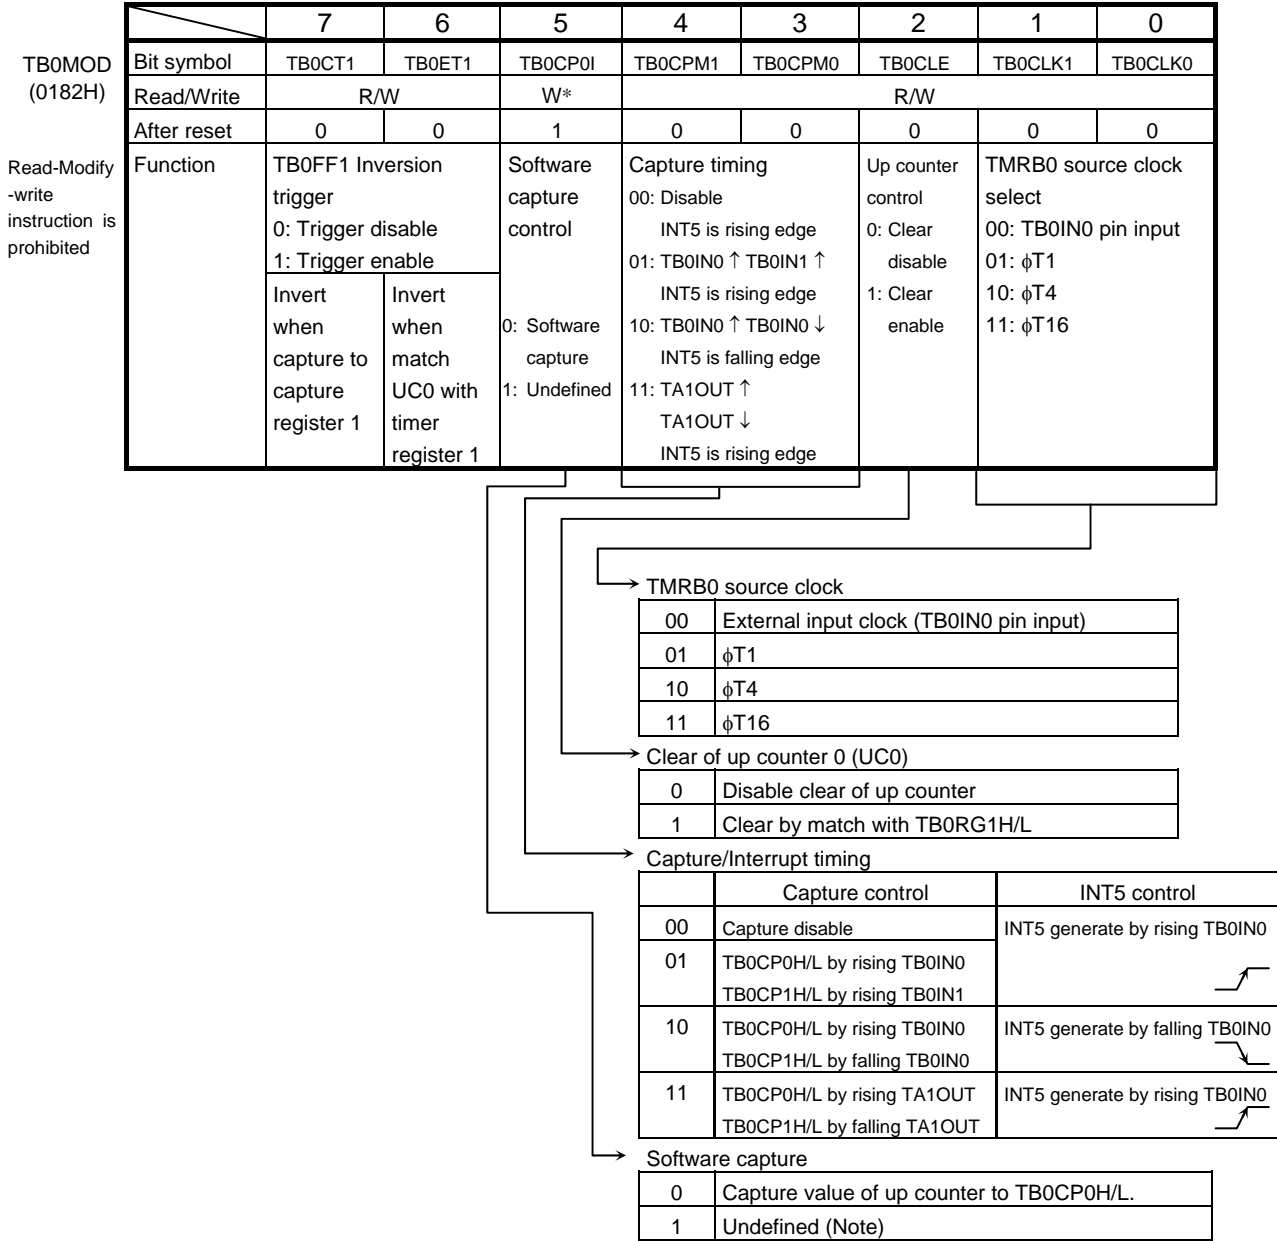 7 6 5 4 3 2 1 0
TB0MOD
(0182H)
Bit symbol TB0CT1 TB0ET1 TB0CP0I TB0CPM1 TB0CPM0 TB0CLE TB0CLK1 TB0CLK0
Read/Write R/W W* R/W
After reset 0 0 1 0 0 0 0 0
Read-Modify
-write
instruction is
prohibited
Function
TB0FF1 Inversion
trigger
0: Trigger disable
1: Trigger enable
Invert
when
capture to
capture
register 1
Invert
when
match
UC0 with
timer
register 1
Software
capture
control
0: Software
capture
1: Undefined
Capture timing
00: Disable
INT5 is rising edge
01: TB0IN0 ↑ TB0IN1 ↑
INT5 is rising edge
10: TB0IN0 ↑ TB0IN0 ↓
INT5 is falling edge
11: TA1OUT ↑
TA1OUT ↓
INT5 is rising edge
Up counter
control
0: Clear
disable
1: Clear
enable
TMRB0 source clock
select
00: TB0IN0 pin input
01: ϕT1
10: ϕT4
11: ϕT16
TMRB0 source clock
00 External input clock (TB0IN0 pin input)
01 ϕT1
10 ϕT4
11 ϕT16
Clear of up counter 0 (UC0)
0 Disable clear of up counter
1 Clear by match with TB0RG1H/L
Capture/Interrupt timing
Capture control INT5 control
00 Capture disable INT5 generate by rising TB0IN0
01 TB0CP0H/L by rising TB0IN0
TB0CP1H/L by rising TB0IN1
10 TB0CP0H/L by rising TB0IN0 INT5 generate by falling TB0IN0
TB0CP1H/L by falling TB0IN0
11 TB0CP0H/L by rising TA1OUT INT5 generate by rising TB0IN0
TB0CP1H/L by falling TA1OUT
Software capture
0 Capture value of up counter to TB0CP0H/L.
1 Undefined (Note)